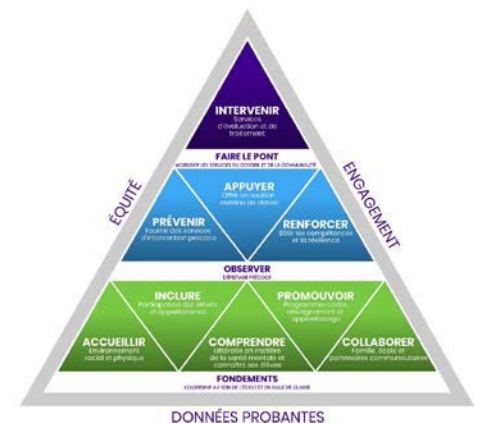 INTERVENIR
Services
d'évaluation et de
traitement
FAIRE LE PONT
MOBILISER LES SERVICES DU CONSEIL ET DE LA COMMUNAUTÉ
ÉQUITÉ
ENGAGEMENT
APPUYER
Offrir un soutien
continu en classe
PRÉVENIR
Fournir des services
d'intervention précoce
RENFORCER
Bâtir les compétences
et la résilience
OBSERVER
DÉPISTAGE PRÉCOCE
INCLURE
Participation des élèves
et appartenance
PROMOUVOIR
Programme-cadre,
enseignement et
apprentissage
ACCUEILLIR
Environnement
social et physique
COMPRENDRE
Littératie en matière
de la santé mentale et
connaître ses élèves
COLLABORER
Famille, école et
partenaires communautaires
FONDEMENTS
LEADERSHIP AU SEIN DE L'ÉCOLE ET EN SALLE DE CLASSE
DONNÉES PROBANTES